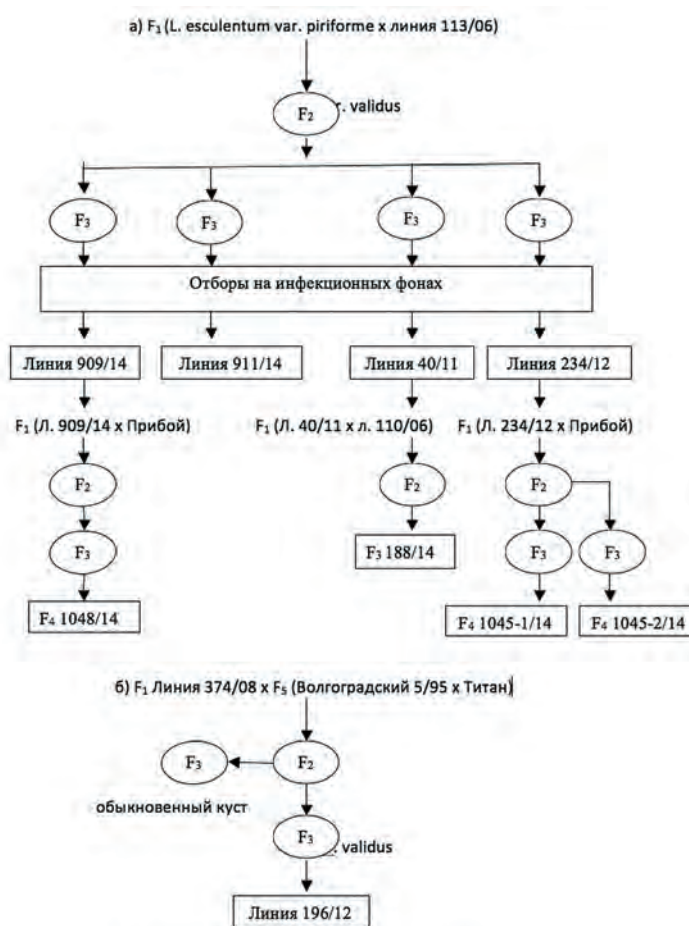 а) F₁ (L. esculentum var. piriforme x линия 113/06)
F₂ . validus
F₃ F₃ F₃ F₃
Отборы на инфекционных фонах
Линия 909/14 Линия 911/14 Линия 40/11 Линия 234/12
F₁ (Л. 909/14 x Прибой) F₁ (Л. 40/11 x л. 110/06) F₁ (Л. 234/12 x Прибой)
F₂ F₂ F₂
F₃ F₃ 188/14 F₃ F₃
F₄ 1048/14 F₄ 1045-1/14 F₄ 1045-2/14
б) F₁ Линия 374/08 x F₅ (Волгоградский 5/95 x Титан)
F₃ F₂
обыкновенный куст
F₃ . validus
Линия 196/12